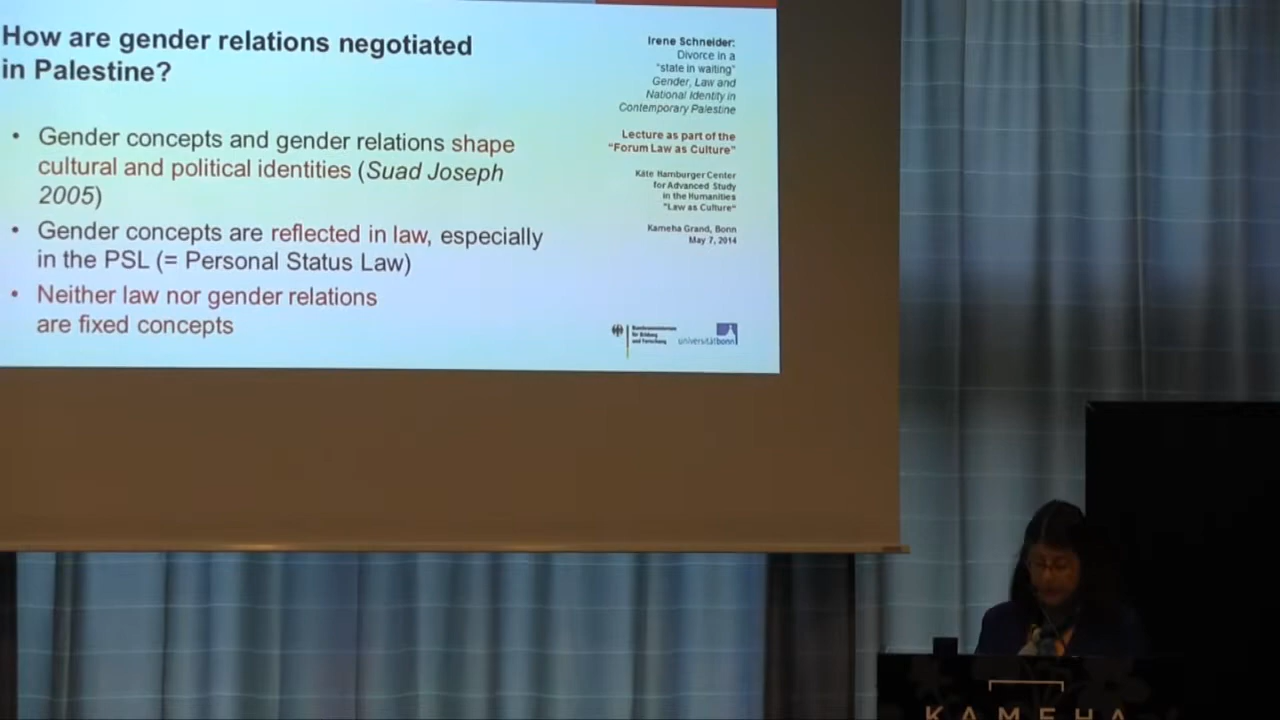 How are gender relations negotiated
in Palestine?
• Gender concepts and gender relations shape
cultural and political identities (Suad Joseph
2005)
• Gender concepts are reflected in law, especially
in the PSL (= Personal Status Law)
• Neither law nor gender relations
are fixed concepts
Irene Schneider:
Divorce in a
"state in waiting"
Gender, Law and
National Identity in
Contemporary Palestine
Lecture as part of the
"Forum Law as Culture"
Käte Hamburger Center
for Advanced Study
in the Humanities
"Law as Culture"
Kameha Grand, Bonn
May 7, 2014
Bundesministerium
für Bildung
und Forschung
universitätbonn
KAMEHA